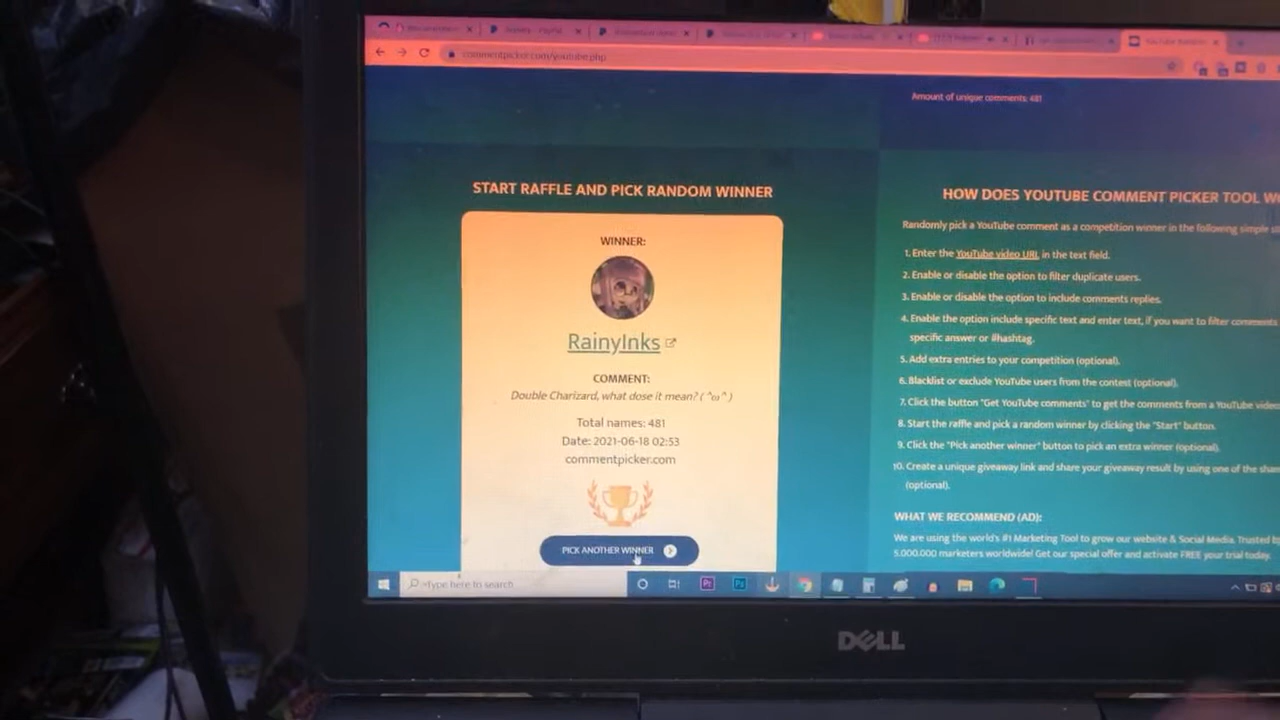 commentpicker.com/youtube.php
Amount of unique comments: 481
START RAFFLE AND PICK RANDOM WINNER
WINNER:
RainyInks
COMMENT:
Double Charizard, what dose it mean? ( ^ω^ )
Total names: 481
Date: 2021-06-18 02:53
commentpicker.com
PICK ANOTHER WINNER
HOW DOES YOUTUBE COMMENT PICKER TOOL
Randomly pick a YouTube comment as a competition winner in the following simple
1. Enter the YouTube video URL in the text field.
2. Enable or disable the option to filter duplicate users.
3. Enable or disable the option to include comments replies.
4. Enable the option include specific text and enter text, if you want to filter comments
specific answer or #hashtag.
5. Add extra entries to your competition (optional).
6. Blacklist or exclude YouTube users from the contest (optional).
7. Click the button "Get YouTube comments" to get the comments from a YouTube video
8. Start the raffle and pick a random winner by clicking the "Start" button.
9. Click the "Pick another winner" button to pick an extra winner (optional).
10. Create a unique giveaway link and share your giveaway result by using one of the
(optional).
WHAT WE RECOMMEND (AD):
We are using the world's #1 Marketing Tool to grow our website & Social Media. Trusted
5.000.000 marketers worldwide! Get our special offer and activate FREE your trial today.
Type here to search
Pr
DELL